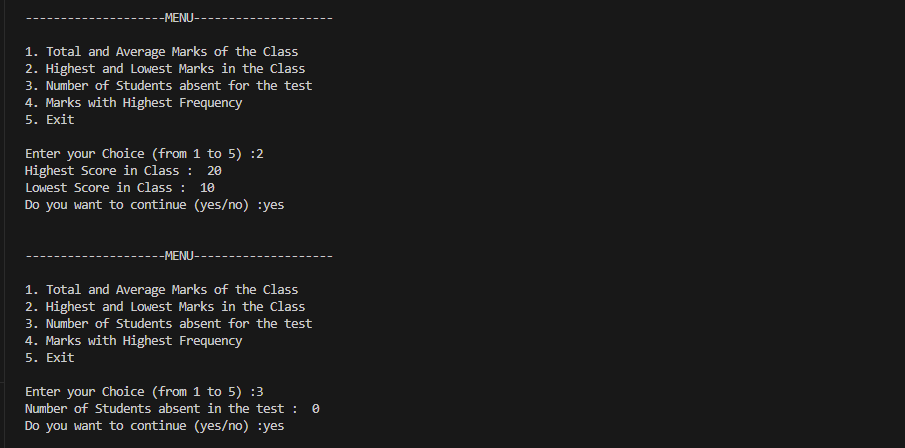 --------------------MENU--------------------
1. Total and Average Marks of the Class
2. Highest and Lowest Marks in the Class
3. Number of Students absent for the test
4. Marks with Highest Frequency
5. Exit
Enter your Choice (from 1 to 5) :2
Highest Score in Class :  20
Lowest Score in Class :  10
Do you want to continue (yes/no) :yes
--------------------MENU--------------------
1. Total and Average Marks of the Class
2. Highest and Lowest Marks in the Class
3. Number of Students absent for the test
4. Marks with Highest Frequency
5. Exit
Enter your Choice (from 1 to 5) :3
Number of Students absent in the test :  0
Do you want to continue (yes/no) :yes